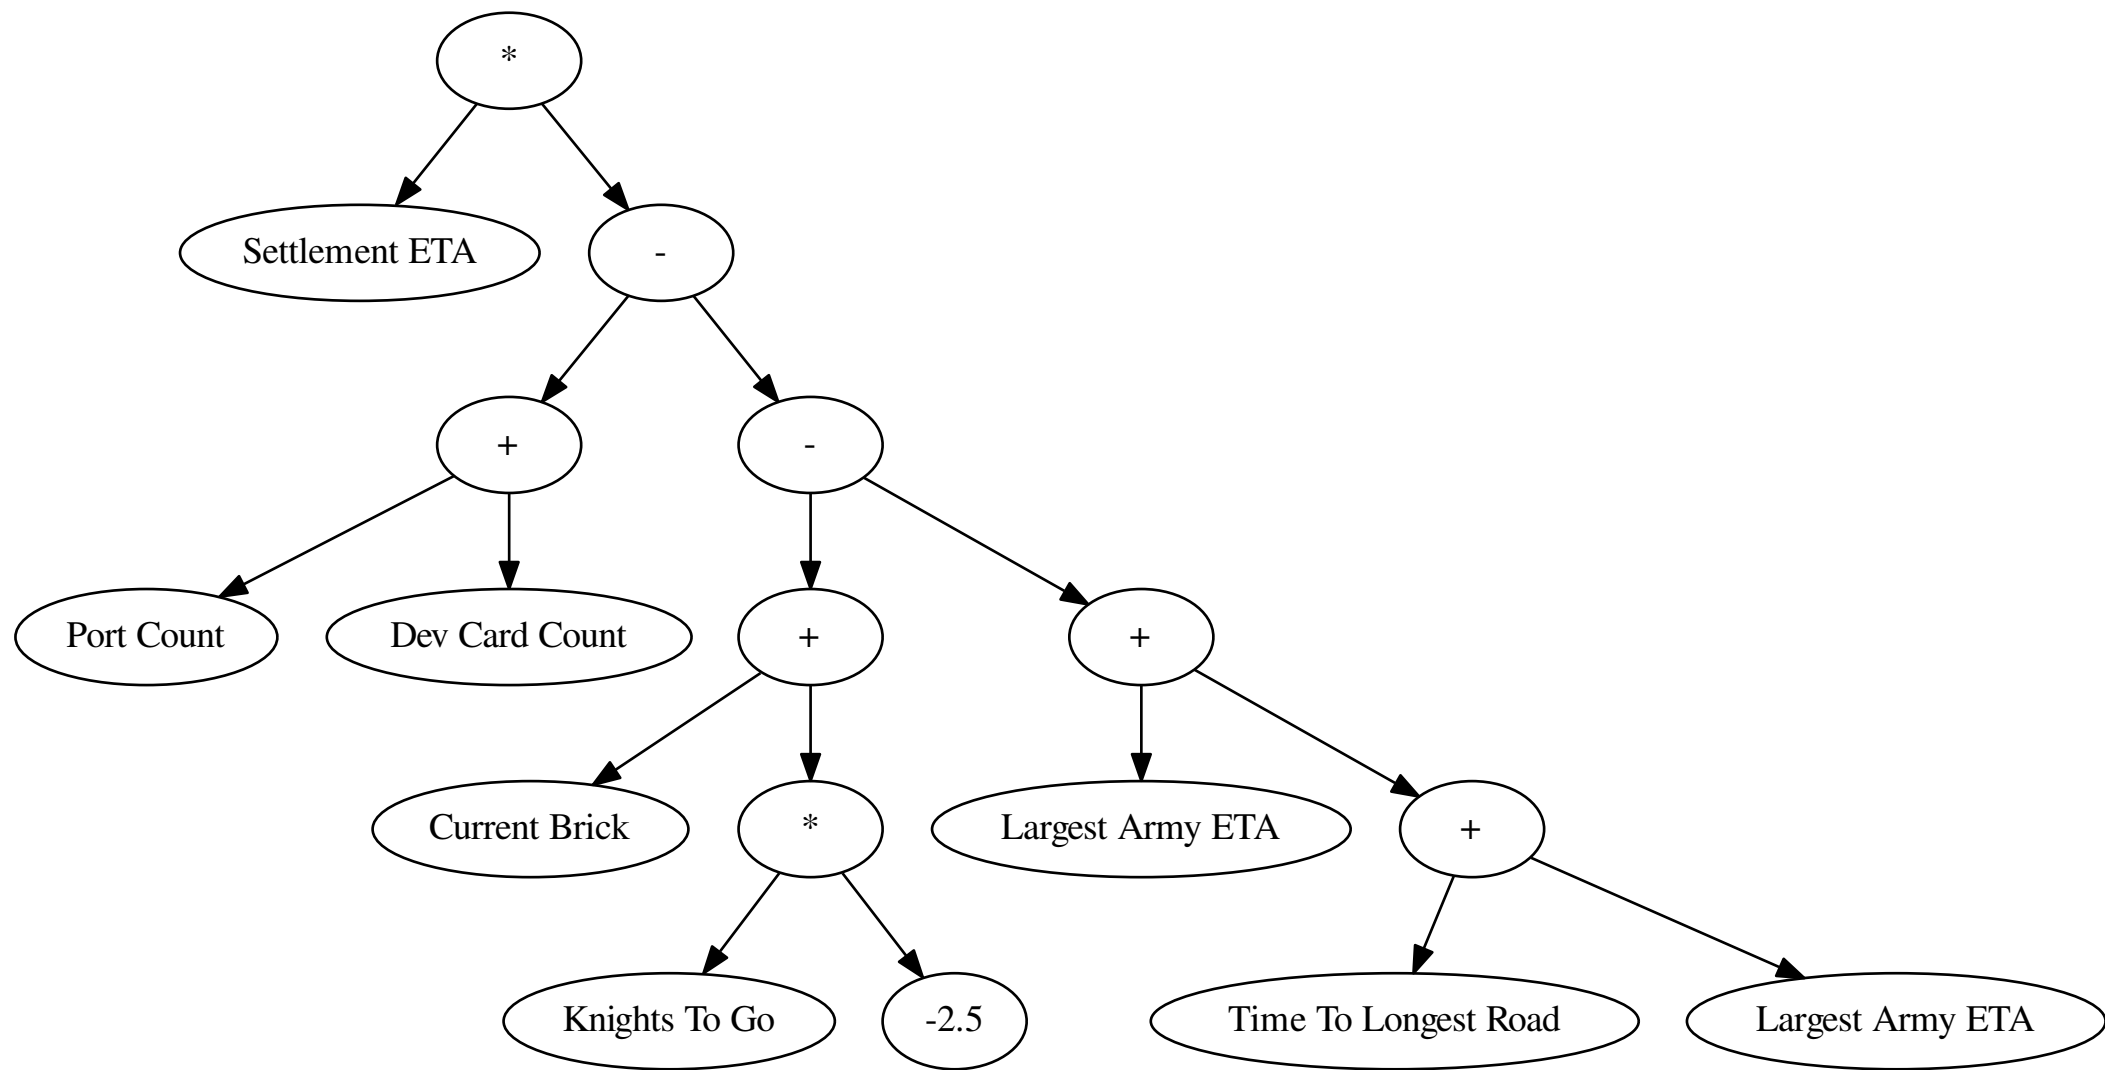 *
Settlement ETA
-
+
-
Port Count
Dev Card Count
+
+
Current Brick
*
Largest Army ETA
+
Knights To Go
-2.5
Time To Longest Road
Largest Army ETA